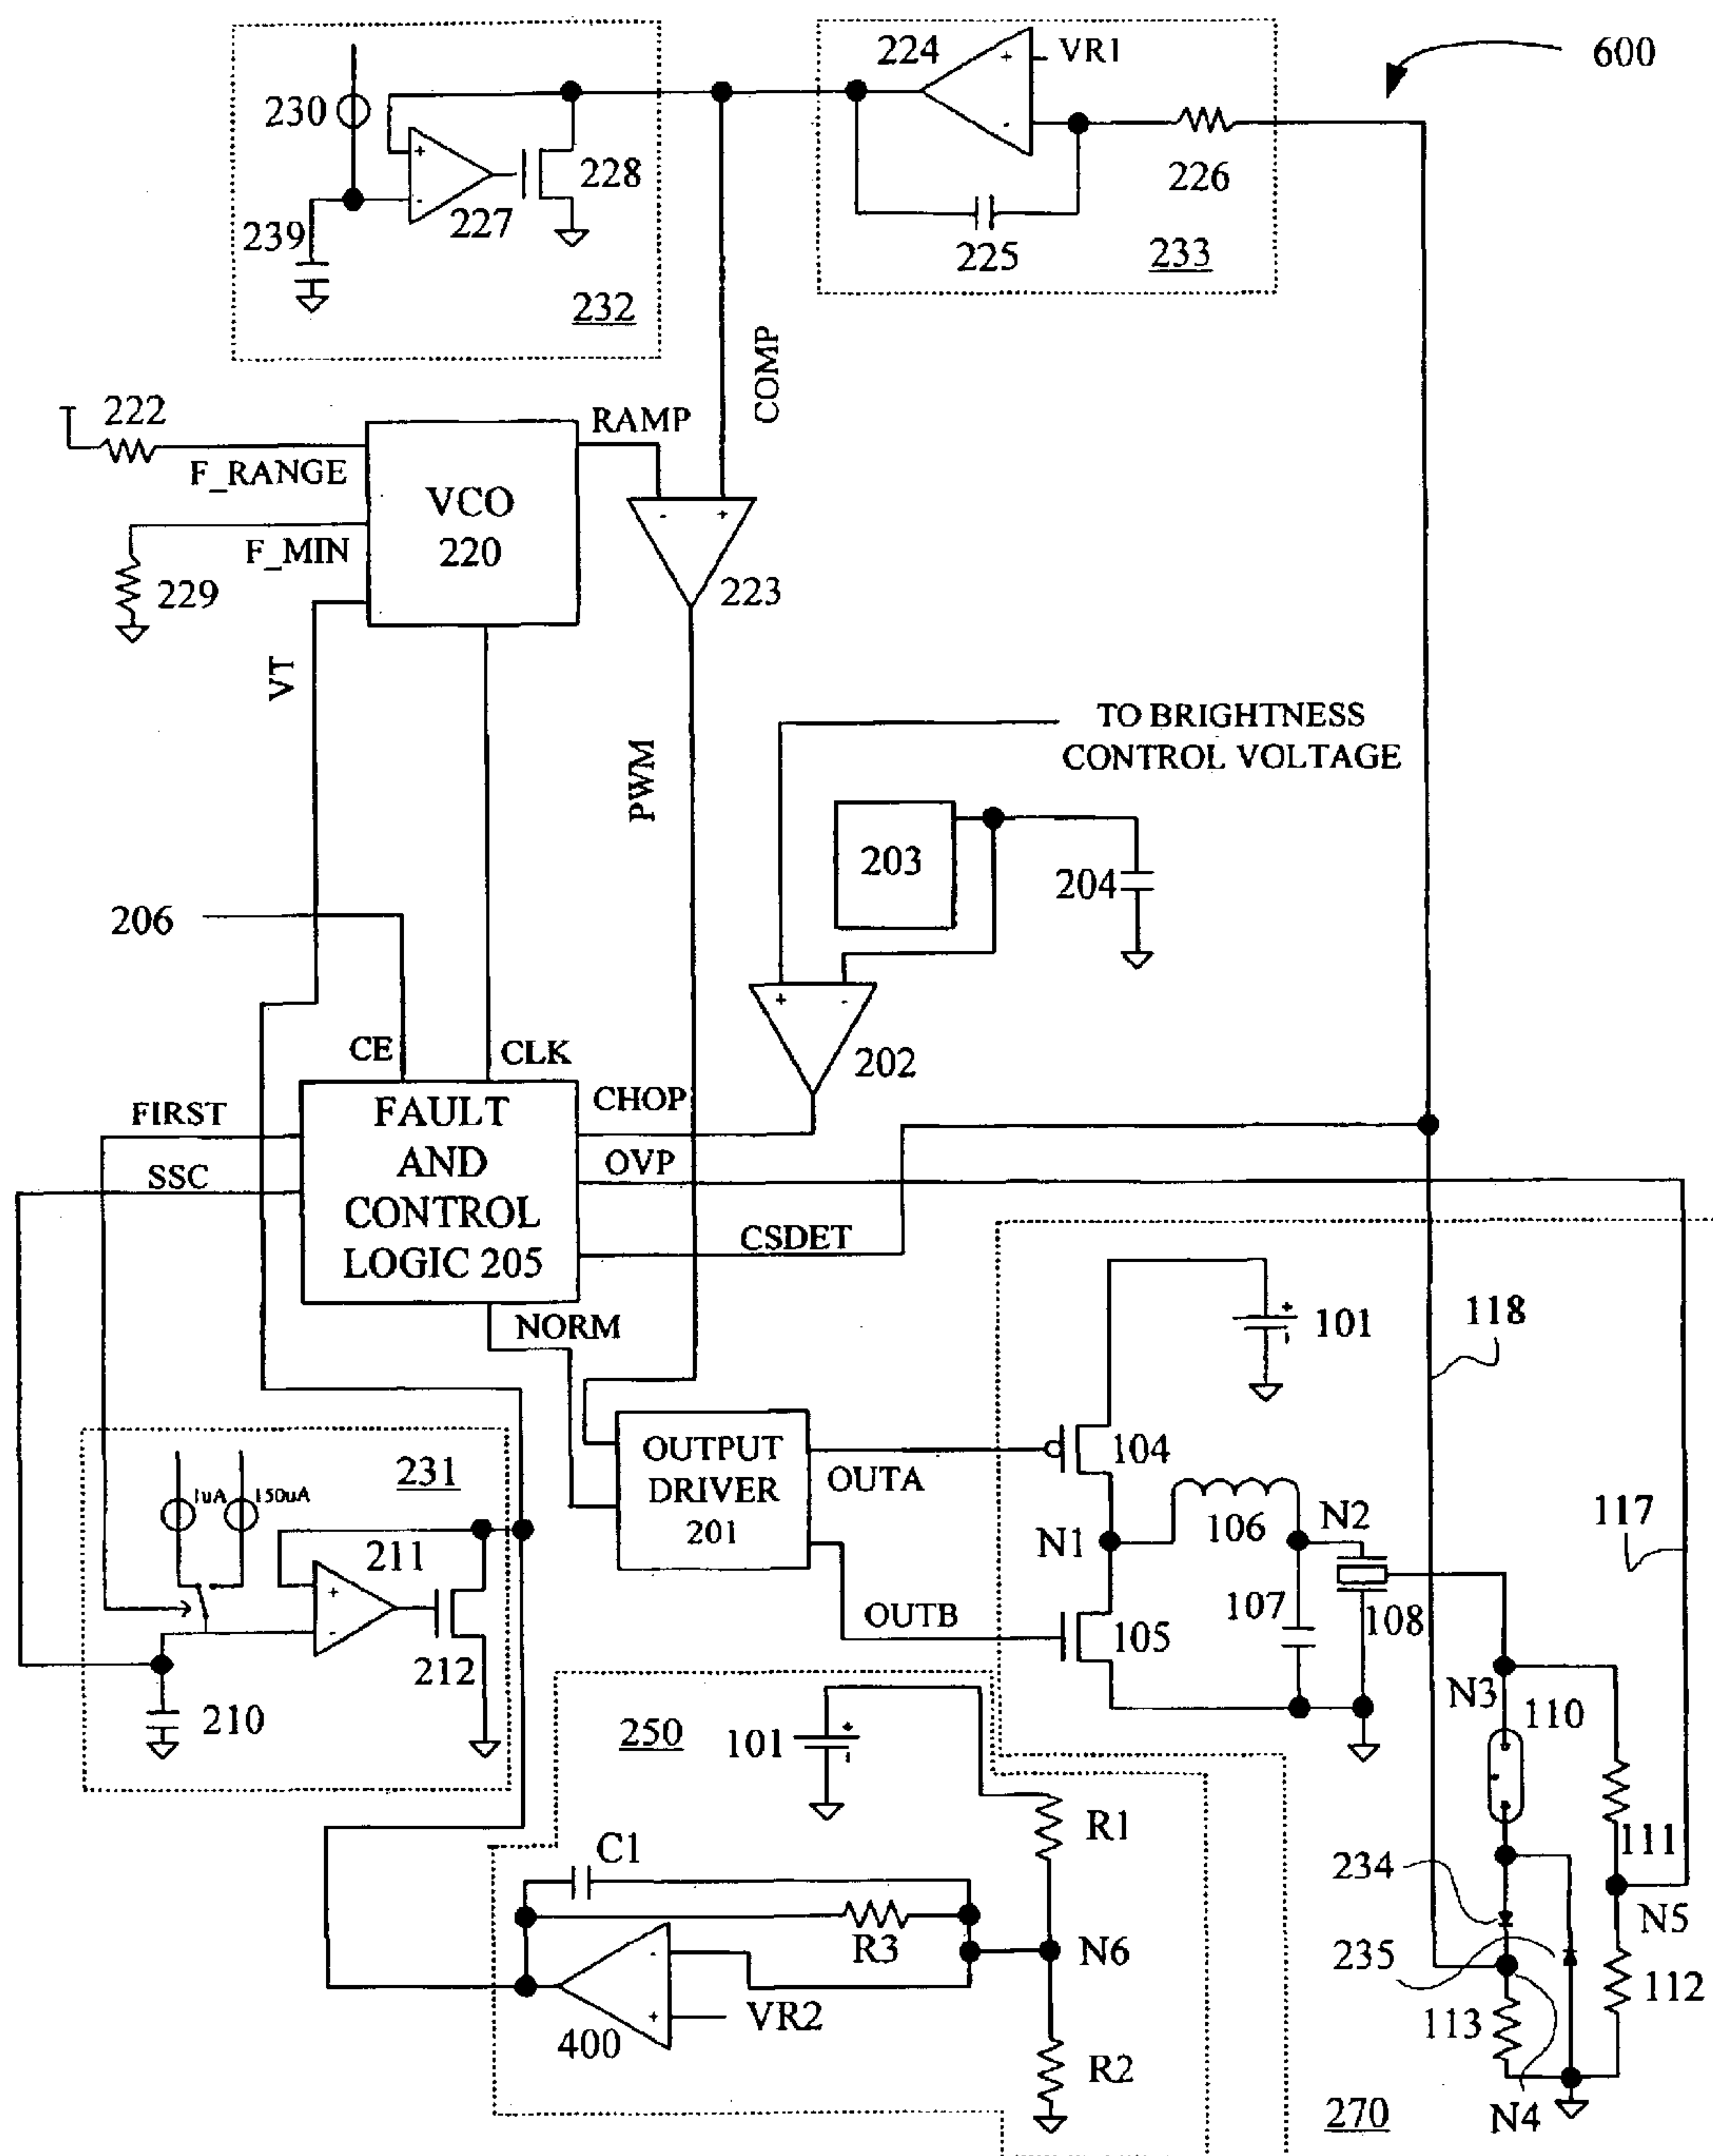 600
224
+
VR1
-
226
225
233
230
+
-
227
228
239
232
COMP
222
F_RANGE
RAMP
VCO
220
F_MIN
229
-
+
223
VT
PWM
TO BRIGHTNESS
CONTROL VOLTAGE
203
204
206
+
-
202
CE
CLK
FIRST
SSC
FAULT
AND
CONTROL
LOGIC 205
CHOP
OVP
CSDET
NORM
118
+
101
-
117
231
1uA
150uA
211
+
-
212
210
OUTPUT
DRIVER
201
OUTA
OUTB
104
N1
106
N2
105
107
108
N3
110
250
101
+
-
R1
111
C1
R3
N6
234
N5
235
-
+
VR2
400
R2
113
112
N4
270